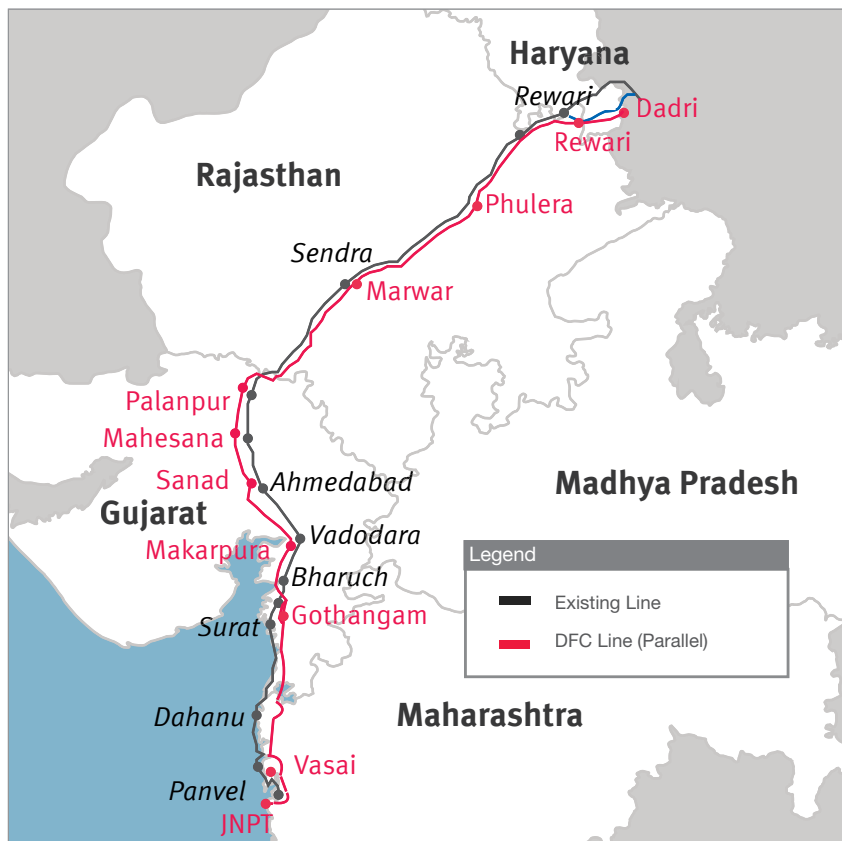 Haryana
Rewari
Dadri
Rewari
Rajasthan
Phulera
Sendra
Marwar
Palanpur
Mahesana
Sanad
Ahmedabad
Madhya Pradesh
Gujarat
Vadodara
Makarpura
Legend
Bharuch
Existing Line
Gothangam
Surat
DFC Line (Parallel)
Dahanu
Maharashtra
Vasai
Panvel
JNPT